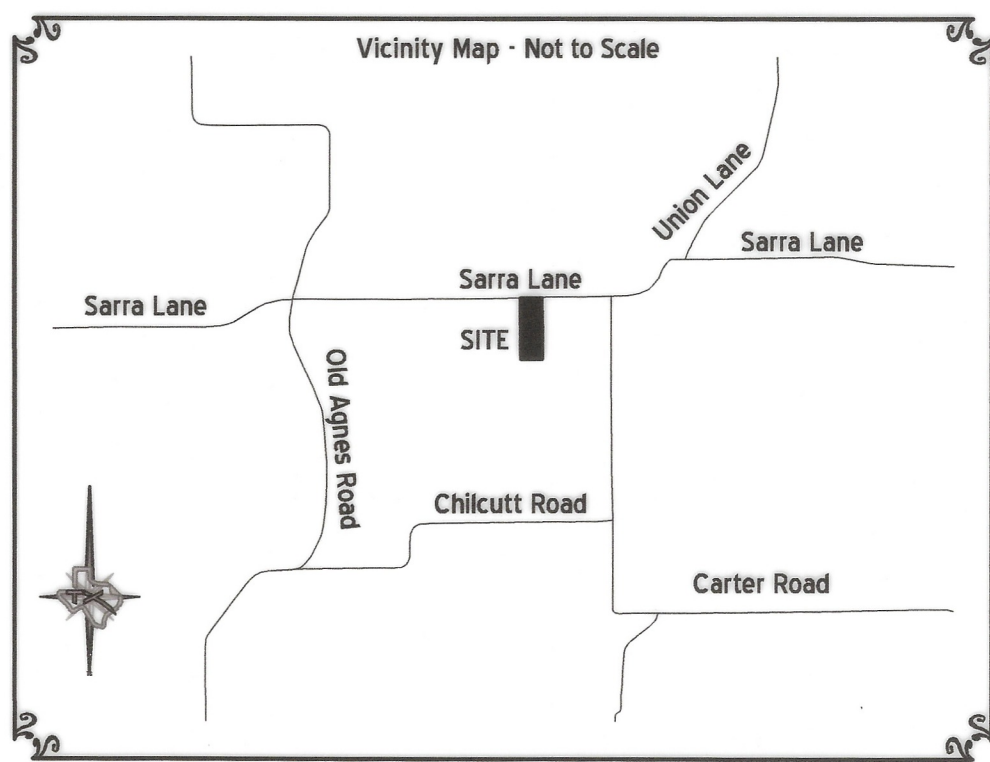 Vicinity Map - Not to Scale
Union Lane
Sarra Lane
Sarra Lane
Sarra Lane
SITE
Old Agnes Road
Chilcutt Road
Carter Road
TX